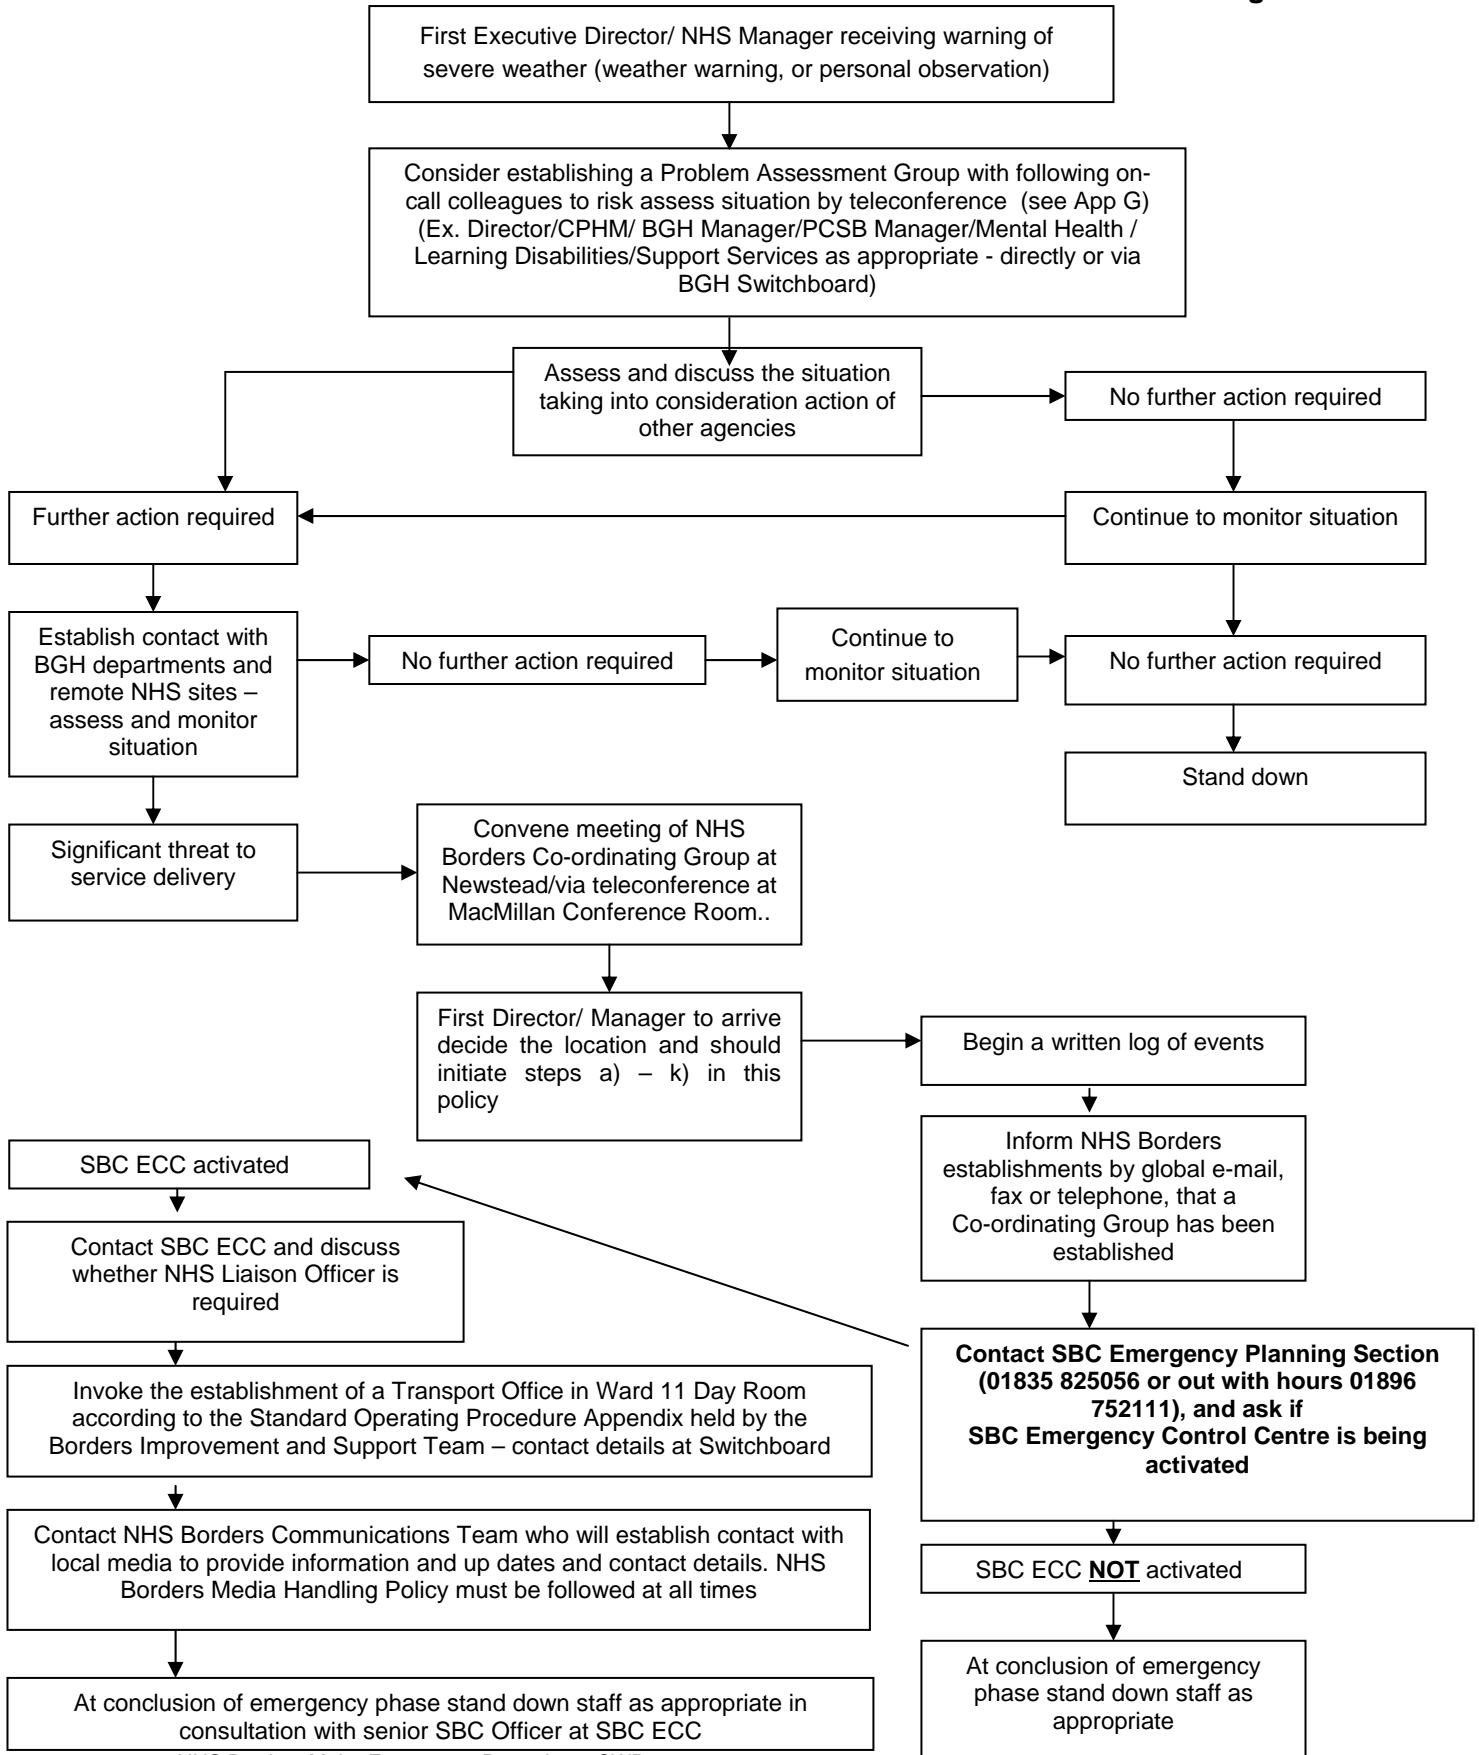 First Executive Director/ NHS Manager receiving warning of
severe weather (weather warning, or personal observation)
Consider establishing a Problem Assessment Group with following on-
call colleagues to risk assess situation by teleconference (see App G)
(Ex. Director/CPHM/ BGH Manager/PCSB Manager/Mental Health /
Learning Disabilities/Support Services as appropriate - directly or via
BGH Switchboard)
Assess and discuss the situation
taking into consideration action of
other agencies
No further action required
Further action required
Continue to monitor situation
Establish contact with
BGH departments and
remote NHS sites –
assess and monitor
situation
No further action required
Continue to
monitor situation
No further action required
Stand down
Significant threat to
service delivery
Convene meeting of NHS
Borders Co-ordinating Group at
Newstead/via teleconference at
MacMillan Conference Room..
First Director/ Manager to arrive
decide the location and should
initiate steps a) – k) in this
policy
Begin a written log of events
Inform NHS Borders
establishments by global e-mail,
fax or telephone, that a
Co-ordinating Group has been
established
SBC ECC activated
Contact SBC ECC and discuss
whether NHS Liaison Officer is
required
Contact SBC Emergency Planning Section
(01835 825056 or out with hours 01896
752111), and ask if
SBC Emergency Control Centre is being
activated
Invoke the establishment of a Transport Office in Ward 11 Day Room
according to the Standard Operating Procedure Appendix held by the
Borders Improvement and Support Team – contact details at Switchboard
Contact NHS Borders Communications Team who will establish contact with
local media to provide information and up dates and contact details. NHS
Borders Media Handling Policy must be followed at all times
SBC ECC NOT activated
At conclusion of emergency
phase stand down staff as
appropriate
At conclusion of emergency phase stand down staff as appropriate in
consultation with senior SBC Officer at SBC ECC